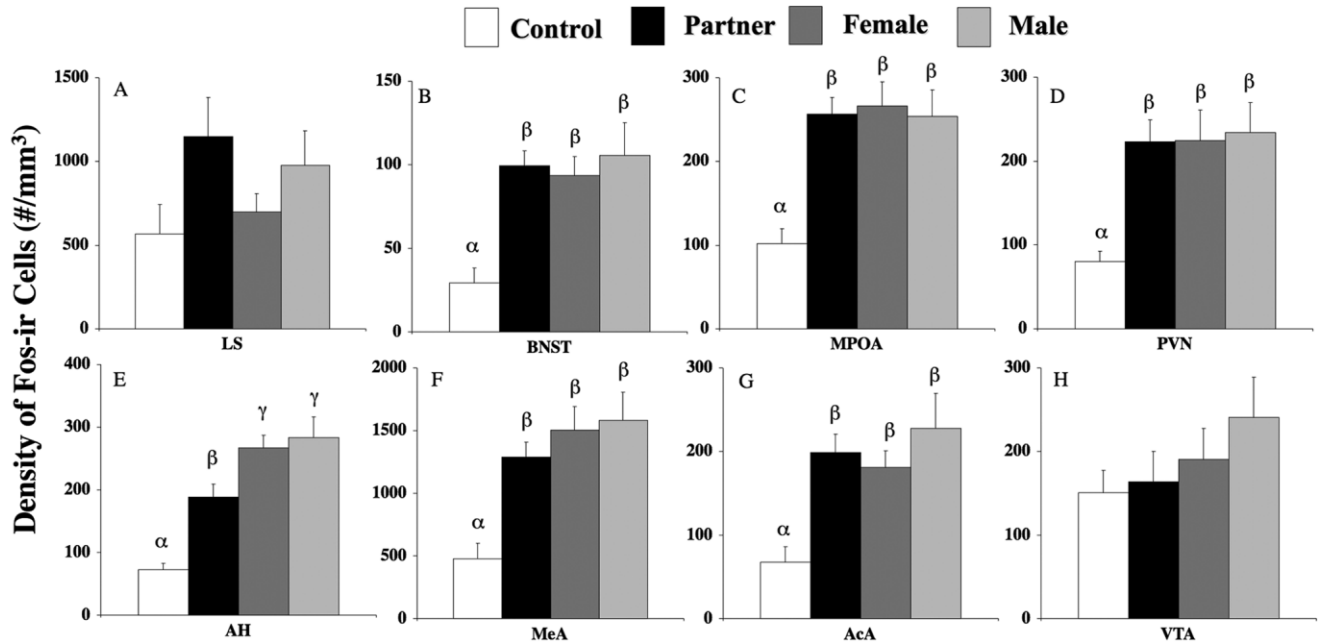 Control Partner Female Male
Density of Fos-ir Cells (#/mm³)
A
1500
1000
500
0
LS
B
β β β
α
150
100
50
0
BNST
C
β β β
α
300
200
100
0
MPOA
D
β β β
α
300
200
100
0
PVN
E
γ γ
β
α
400
300
200
100
0
AH
F
β β β
α
2000
1500
1000
500
0
MeA
G
β β β
α
300
200
100
0
AcA
H
300
200
100
0
VTA